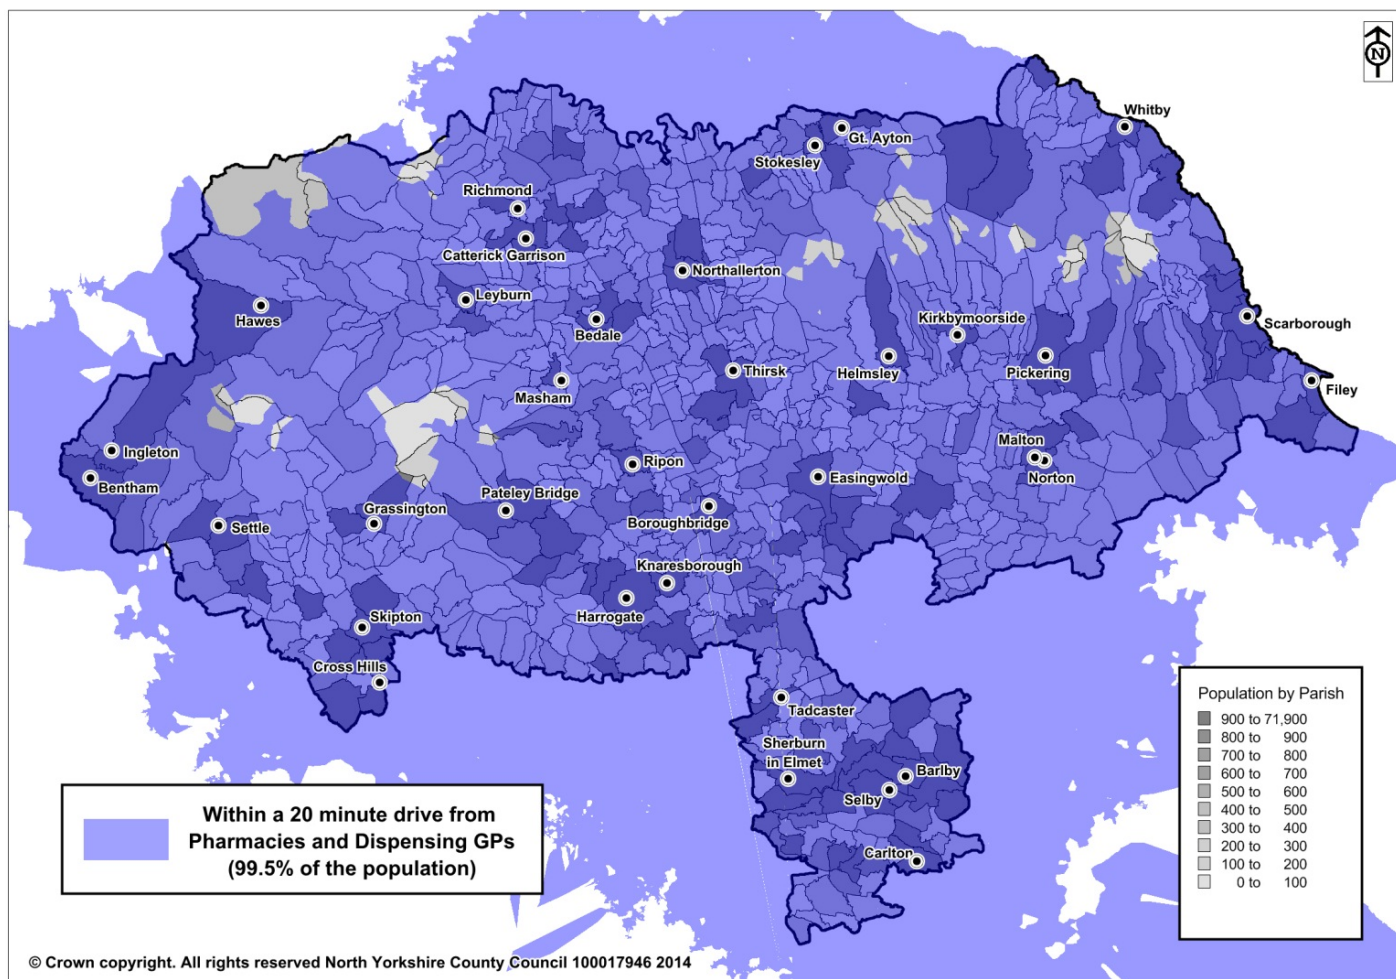 N
Whitby
Gt. Ayton
Stokesley
Richmond
Catterick Garrison
Northallerton
Leyburn
Hawes
Bedale
Kirkbymoorside
Scarborough
Thirsk
Helmsley
Pickering
Masham
Filey
Malton
Ingleton
Ripon
Norton
Bentham
Easingwold
Pateley Bridge
Grassington
Boroughbridge
Settle
Knaresborough
Harrogate
Skipton
Cross Hills
Tadcaster
Sherburn
in Elmet
Barlby
Selby
Carlton
Population by Parish
900 to 71,900
800 to 900
700 to 800
600 to 700
500 to 600
400 to 500
300 to 400
200 to 300
100 to 200
0 to 100
Within a 20 minute drive from
Pharmacies and Dispensing GPs
(99.5% of the population)
© Crown copyright. All rights reserved North Yorkshire County Council 100017946 2014